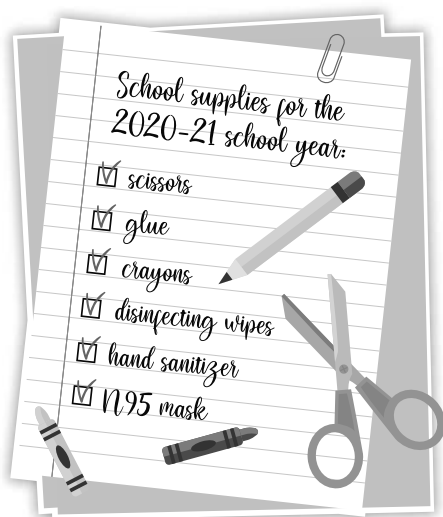 School supplies for the
2020-21 school year:
scissors
glue
crayons
disinfecting wipes
hand sanitizer
N95 mask